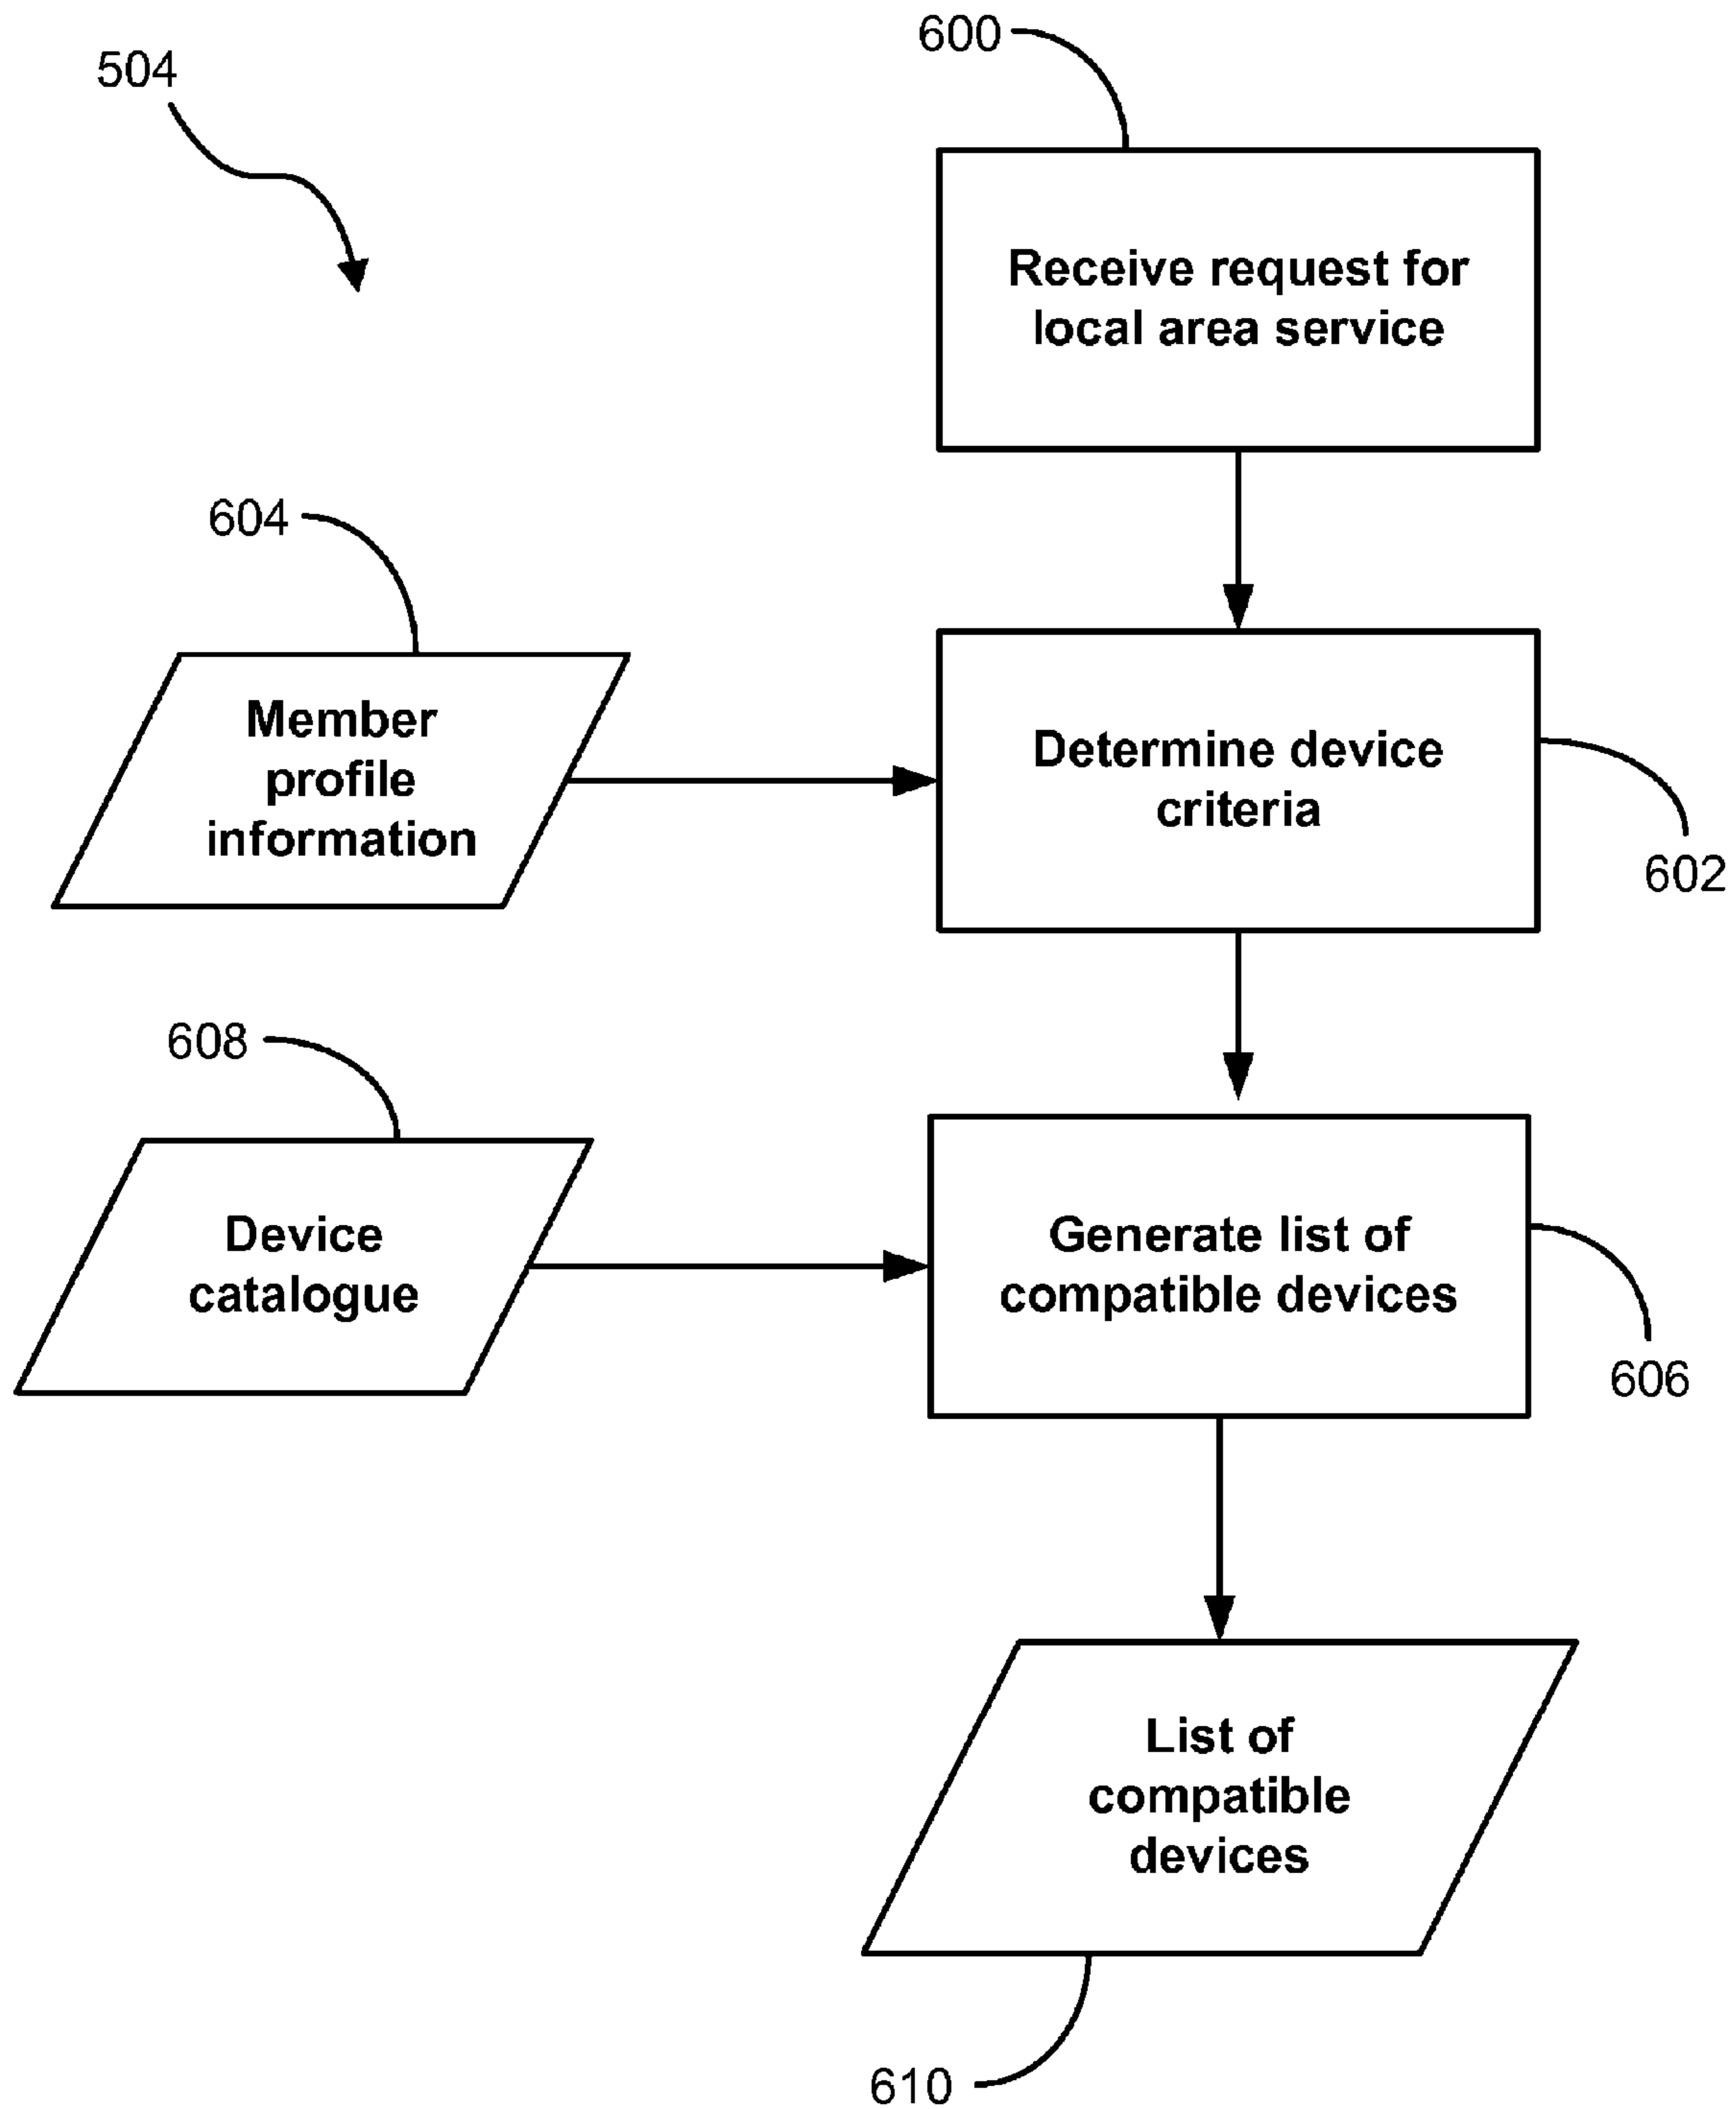 600
504
Receive request for
local area service
604
Member
profile
information
Determine device
criteria
602
608
Device
catalogue
Generate list of
compatible devices
606
List of
compatible
devices
610